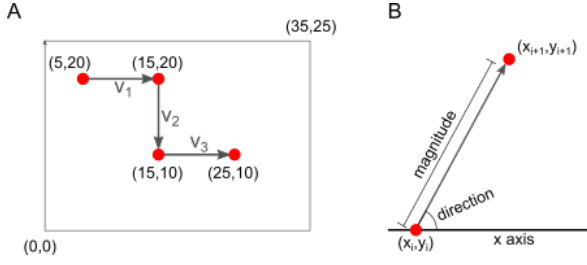 A
(35,25)
(5,20)
(15,20)
v₁
v₂
v₃
(15,10)
(25,10)
(0,0)
B
(xᵢ₊₁,yᵢ₊₁)
magnitude
direction
(xᵢ,yᵢ)
x axis